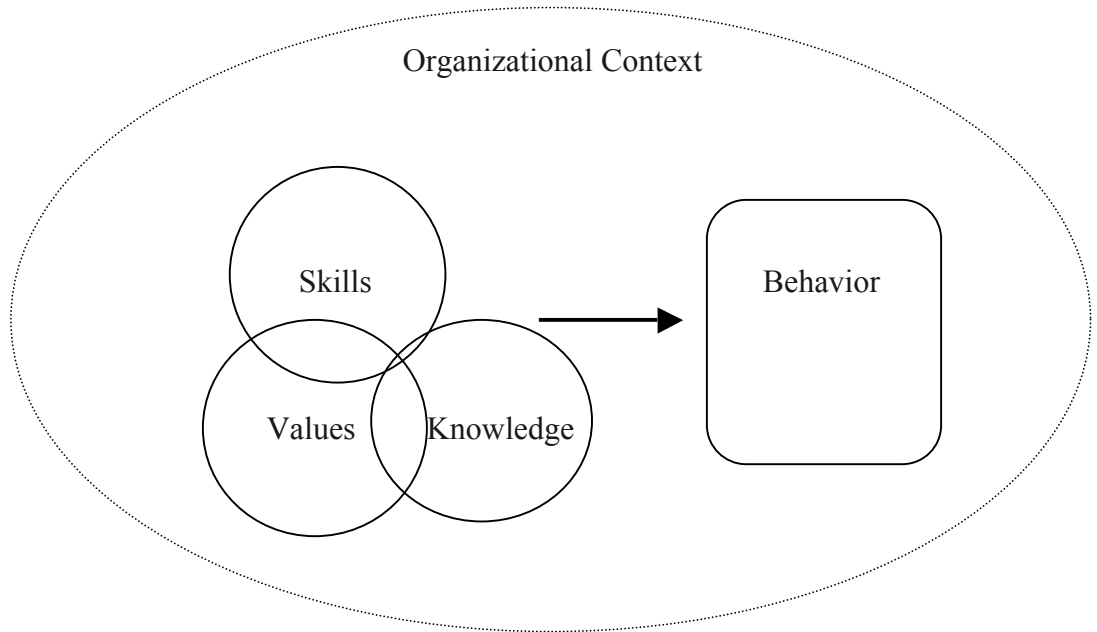 Organizational Context
Skills
Behavior
Values
Knowledge